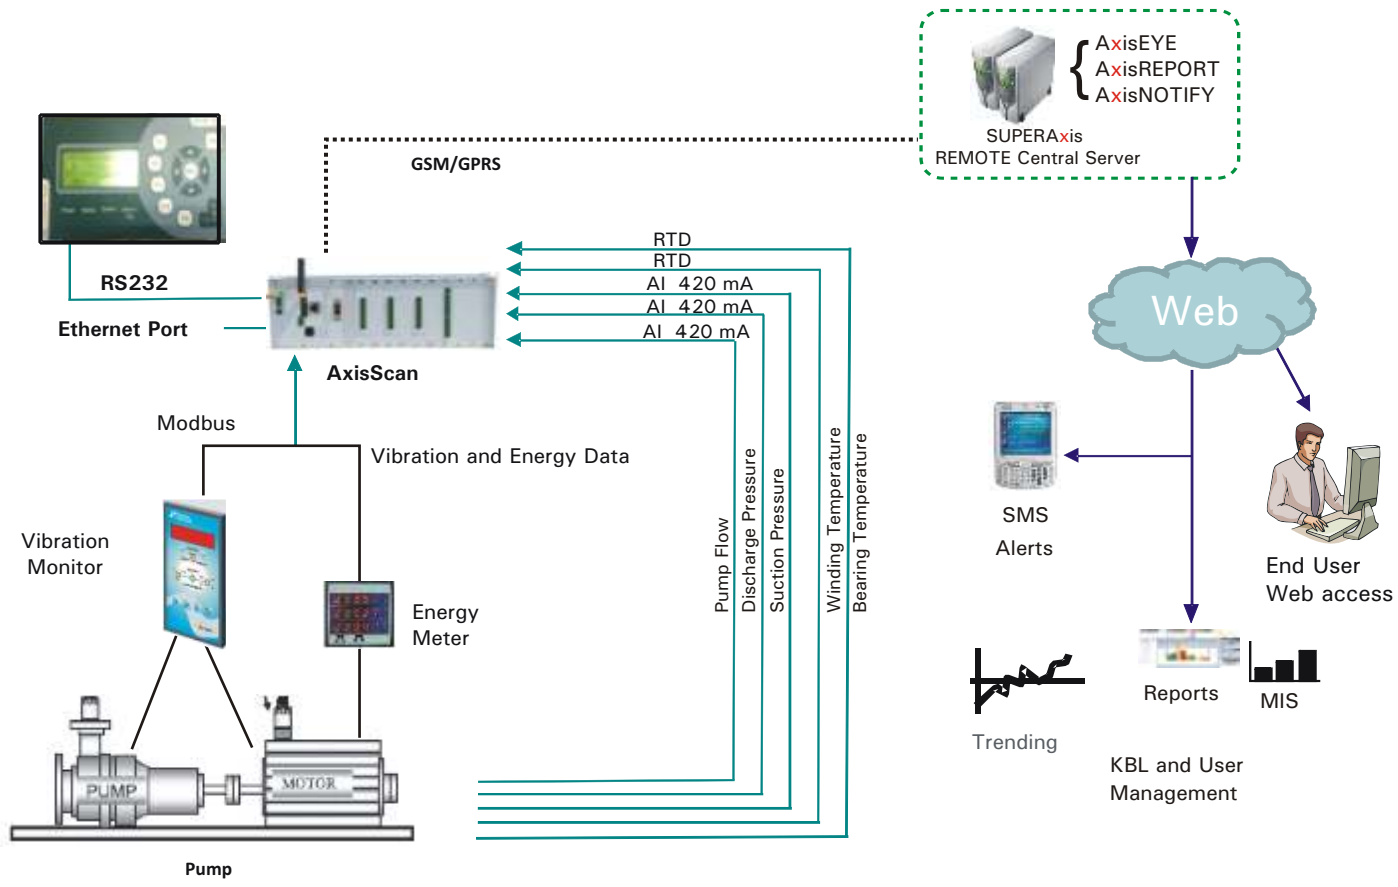 AxisEYE
AxisREPORT
AxisNOTIFY
SUPERAxis
REMOTE Central Server
GSM/GPRS
RTD
RTD
AI 420 mA
AI 420 mA
AI 420 mA
RS232
Ethernet Port
AxisScan
Web
Modbus
Vibration and Energy Data
Vibration
Monitor
Energy
Meter
Pump Flow
Discharge Pressure
Suction Pressure
Winding Temperature
Bearing Temperature
SMS
Alerts
End User
Web access
Reports
MIS
Trending
KBL and User
Management
PUMP
MOTOR
Pump